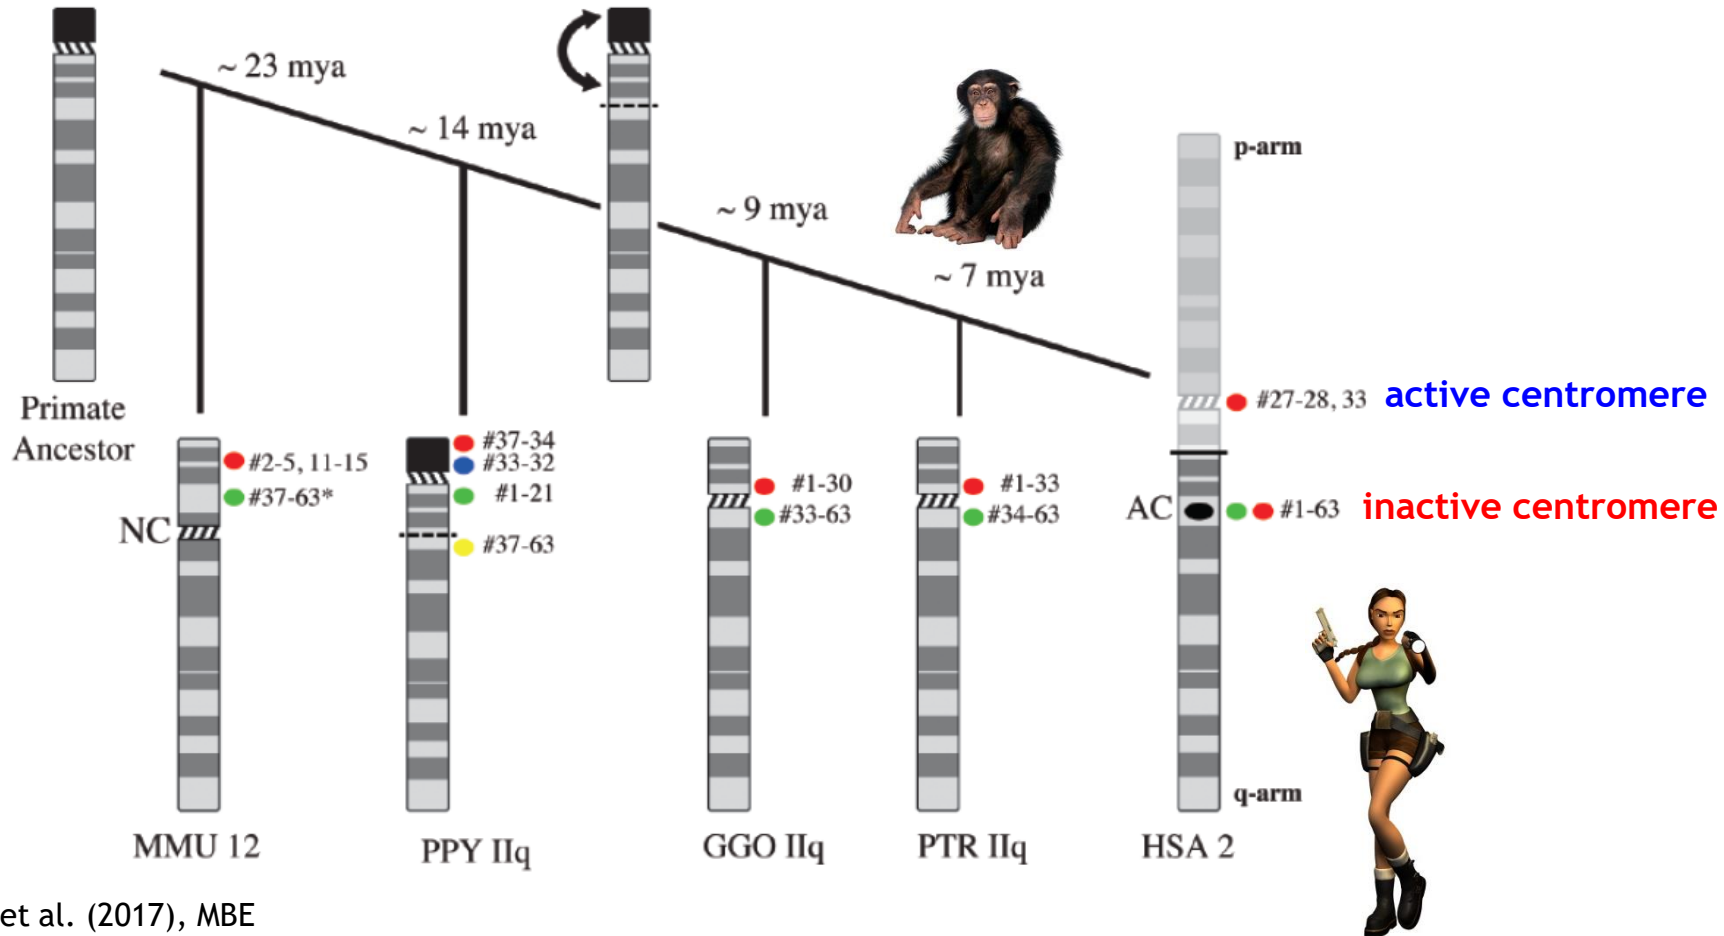 ~ 23 mya
~ 14 mya
~ 9 mya
~ 7 mya
Primate
Ancestor
p-arm
#27-28, 33 active centromere
#2-5, 11-15
#37-63*
NC
#37-34
#33-32
#1-21
#37-63
#1-30
#33-63
#1-33
#34-63
AC
#1-63 inactive centromere
q-arm
MMU 12
PPY IIq
GGO IIq
PTR IIq
HSA 2
et al. (2017), MBE